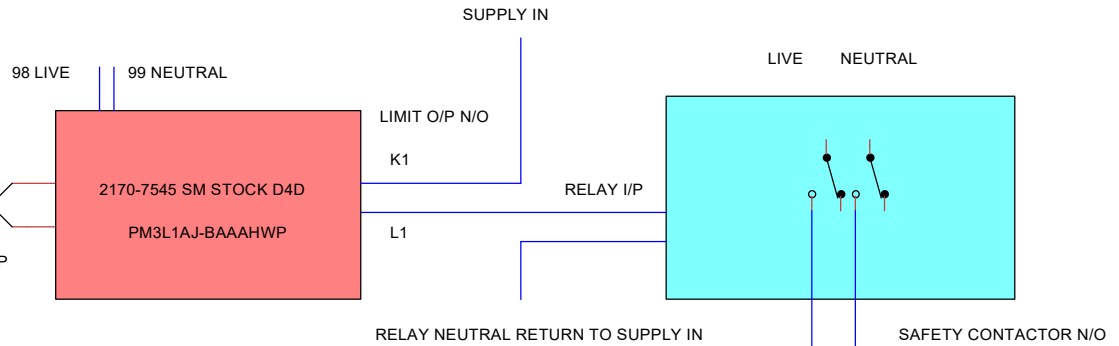 SUPPLY IN
LIVE NEUTRAL
98 LIVE 99 NEUTRAL
LIMIT O/P N/O
K1
2170-7545 SM STOCK D4D
RELAY I/P
PM3L1AJ-BAAAHWP
L1
P
RELAY NEUTRAL RETURN TO SUPPLY IN
SAFETY CONTACTOR N/O